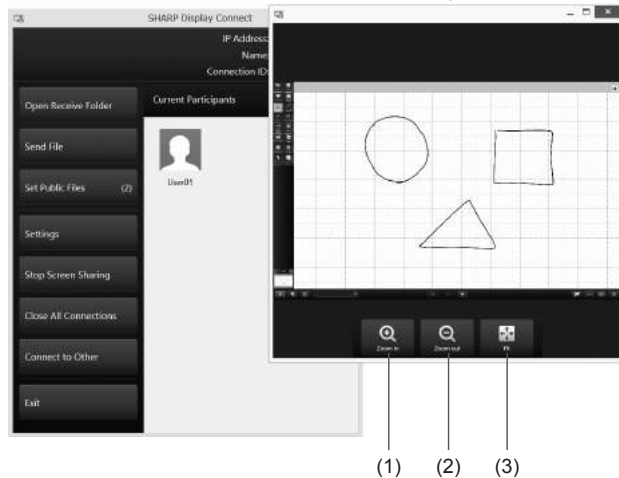 SHARP Display Connect
IP Address:
Name:
Connection ID:
Open Receive Folder
Current Participants
Send File
User01
Set Public Files (2)
Settings
Stop Screen Sharing
Close All Connections
Connect to Other
Exit
Zoom in
Zoom out
Fit
(1)
(2)
(3)